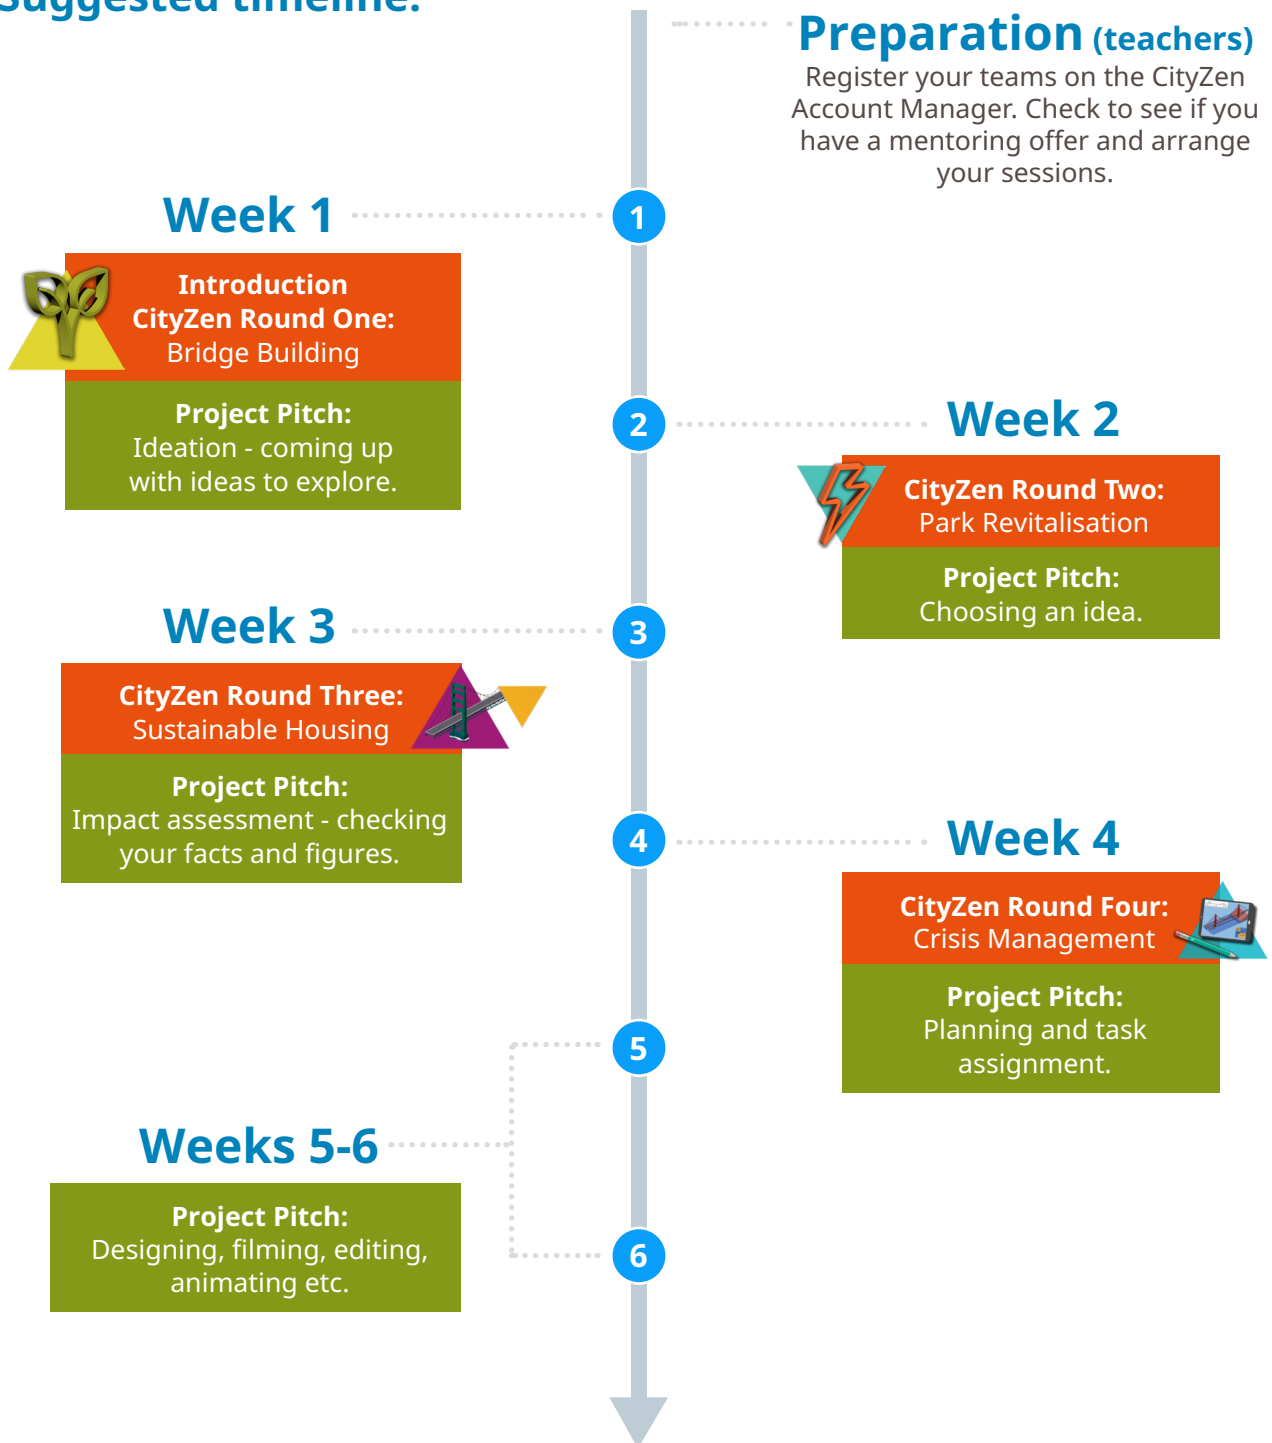 Suggested timeline:
Preparation (teachers)
Register your teams on the CityZen
Account Manager. Check to see if you
have a mentoring offer and arrange
your sessions.
Week 1
1
Introduction
CityZen Round One:
Bridge Building
Project Pitch:
Ideation - coming up
with ideas to explore.
2
Week 2
CityZen Round Two:
Park Revitalisation
Project Pitch:
Choosing an idea.
Week 3
3
CityZen Round Three:
Sustainable Housing
Project Pitch:
Impact assessment - checking
your facts and figures.
4
Week 4
CityZen Round Four:
Crisis Management
Project Pitch:
Planning and task
assignment.
5
Weeks 5-6
Project Pitch:
Designing, filming, editing,
animating etc.
6